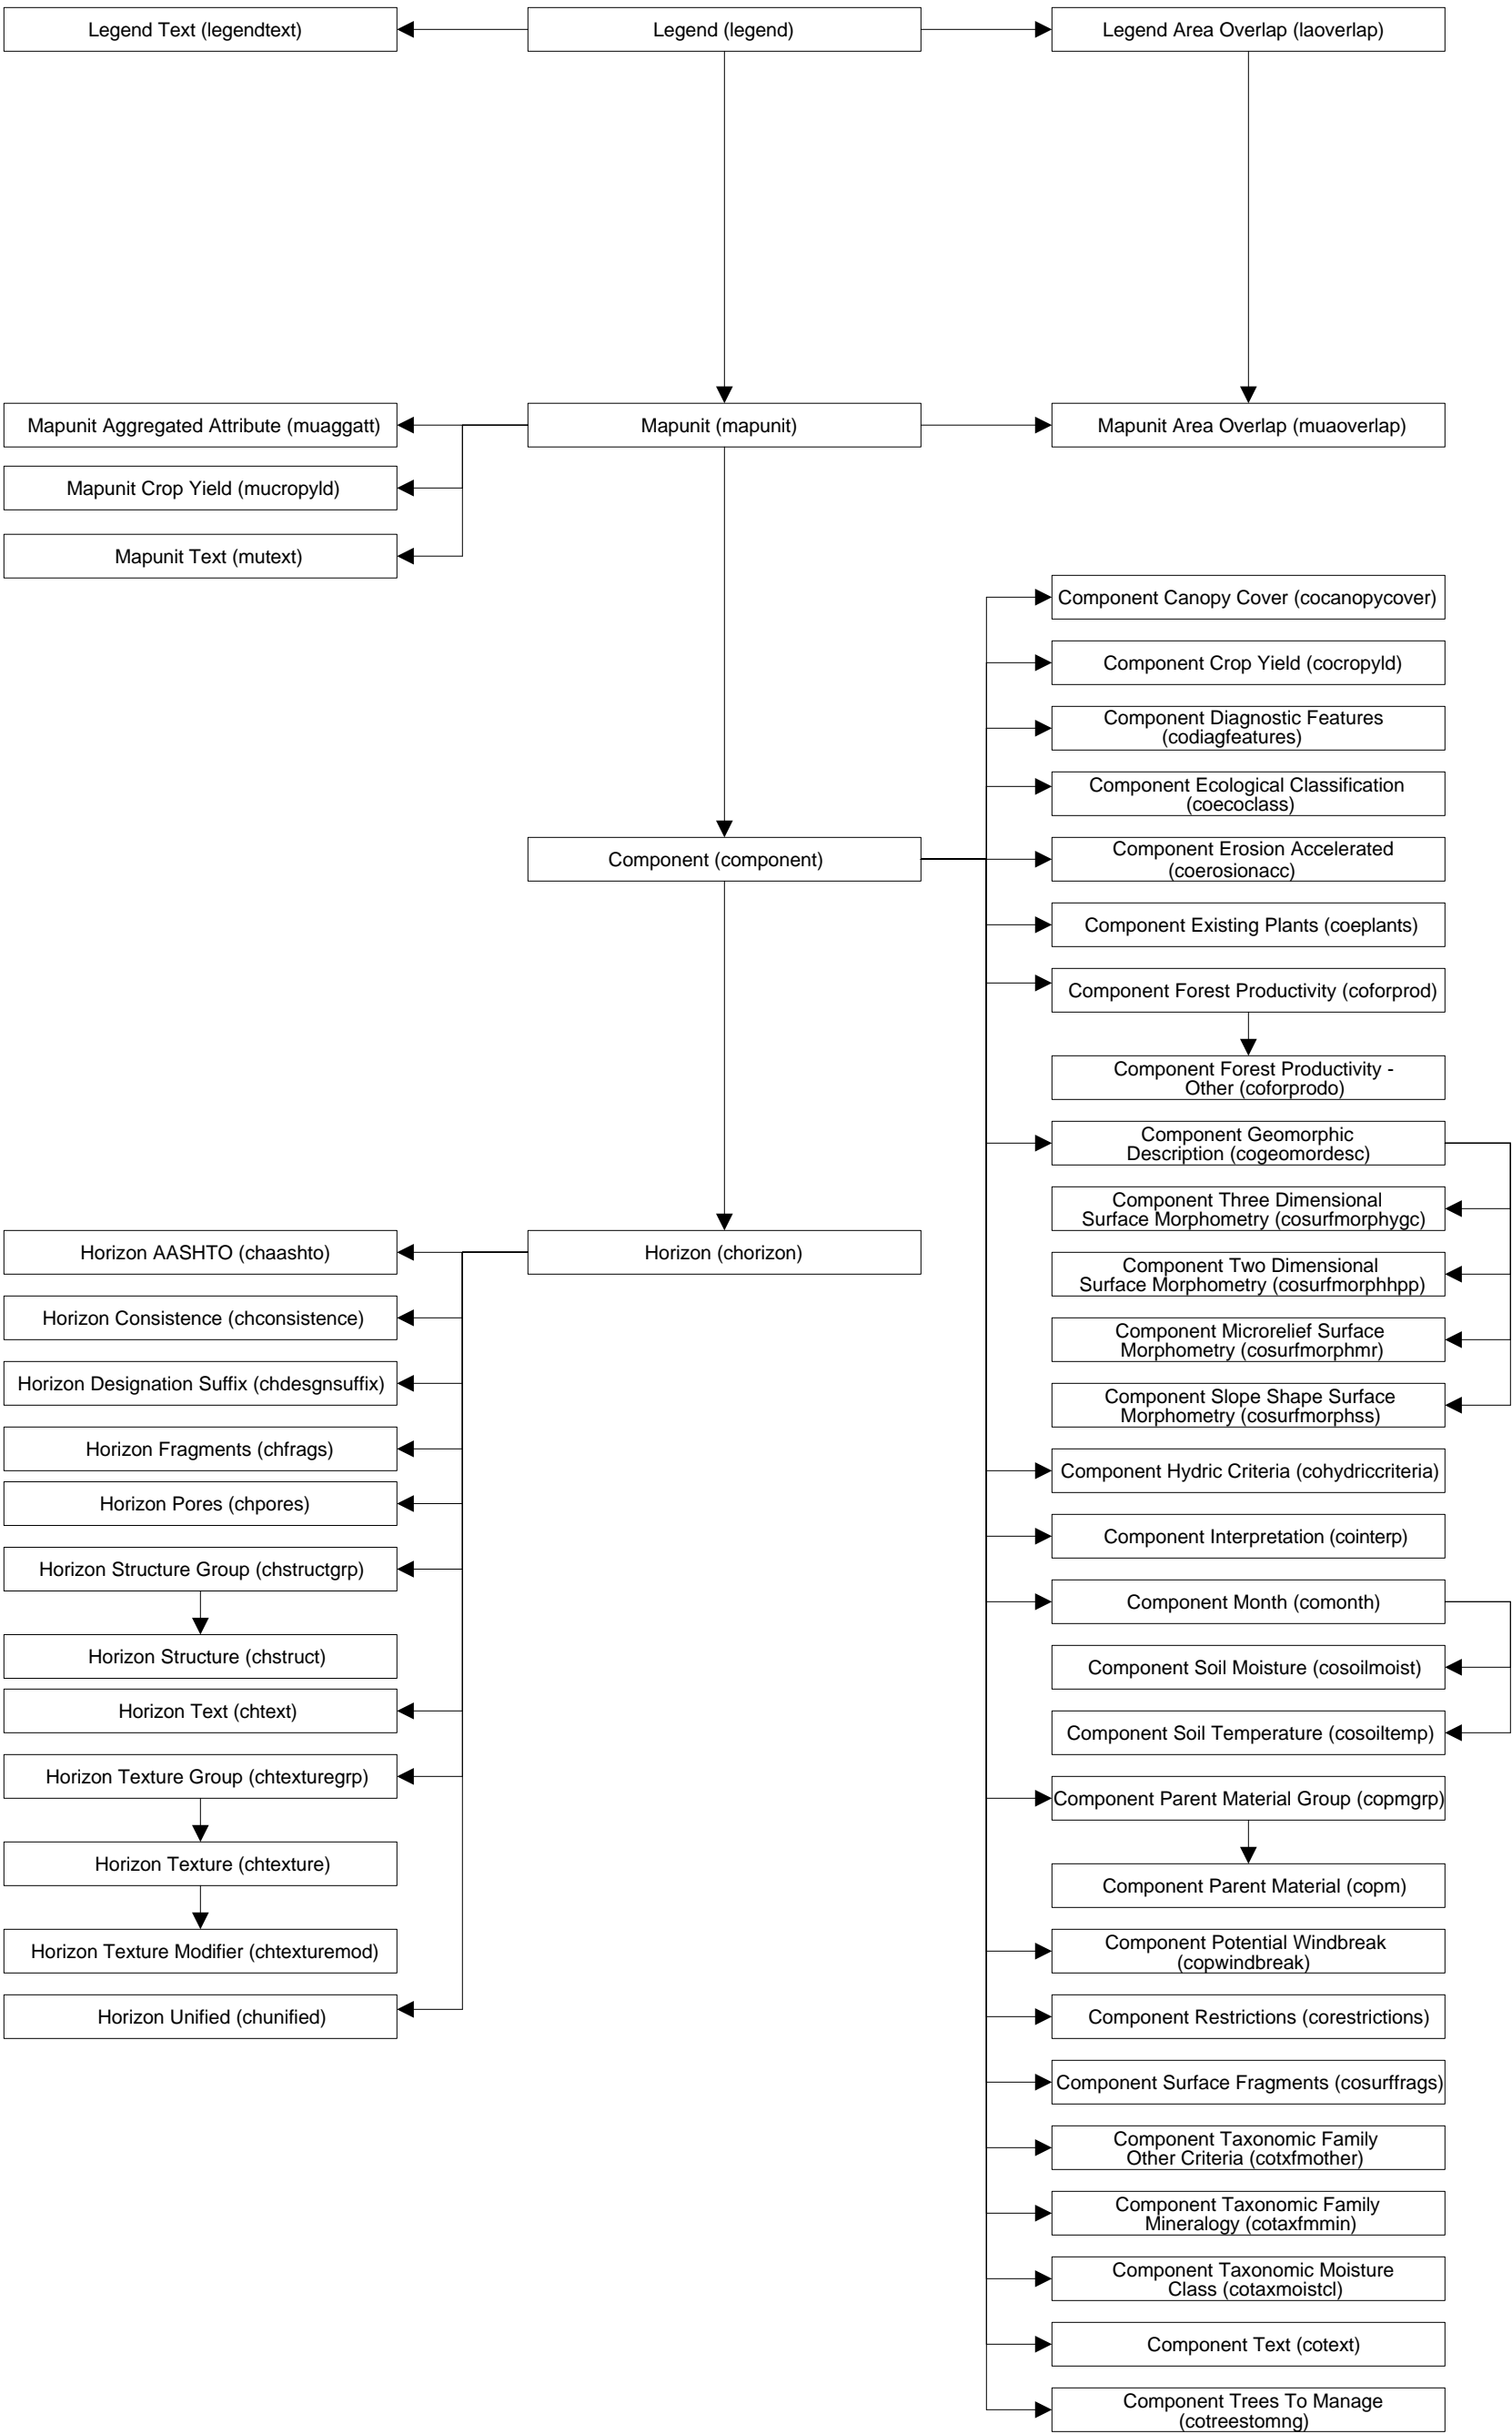 Legend Text (legendtext)
Legend (legend)
Legend Area Overlap (laoverlap)
Mapunit Aggregated Attribute (muaggatt)
Mapunit (mapunit)
Mapunit Area Overlap (muaoverlap)
Mapunit Crop Yield (mucropyld)
Mapunit Text (mutext)
Component Canopy Cover (cocanopycover)
Component Crop Yield (cocropyld)
Component Diagnostic Features
(codiagfeatures)
Component Ecological Classification
(coecoclass)
Component (component)
Component Erosion Accelerated
(coerosionacc)
Component Existing Plants (coeplants)
Component Forest Productivity (coforprod)
Component Forest Productivity -
Other (coforprodo)
Component Geomorphic
Description (cogeomordesc)
Component Three Dimensional
Surface Morphometry (cosurfmorphygc)
Horizon AASHTO (chaashto)
Horizon (chorizon)
Component Two Dimensional
Surface Morphometry (cosurfmorphhpp)
Horizon Consistence (chconsistence)
Component Microrelief Surface
Morphometry (cosurfmorphmr)
Horizon Designation Suffix (chdesgnsuffix)
Component Slope Shape Surface
Morphometry (cosurfmorphss)
Horizon Fragments (chfrags)
Component Hydric Criteria (cohydriccriteria)
Horizon Pores (chpores)
Component Interpretation (cointerp)
Horizon Structure Group (chstructgrp)
Component Month (comonth)
Horizon Structure (chstruct)
Component Soil Moisture (cosoilmoist)
Horizon Text (chtext)
Component Soil Temperature (cosoiltemp)
Horizon Texture Group (chtexturegrp)
Component Parent Material Group (copmgrp)
Horizon Texture (chtexture)
Component Parent Material (copm)
Horizon Texture Modifier (chtexturemod)
Component Potential Windbreak
(copwindbreak)
Horizon Unified (chunified)
Component Restrictions (corestrictions)
Component Surface Fragments (cosurffrags)
Component Taxonomic Family
Other Criteria (cotxfmother)
Component Taxonomic Family
Mineralogy (cotaxfmmin)
Component Taxonomic Moisture
Class (cotaxmoistcl)
Component Text (cotext)
Component Trees To Manage
(cotreestomng)